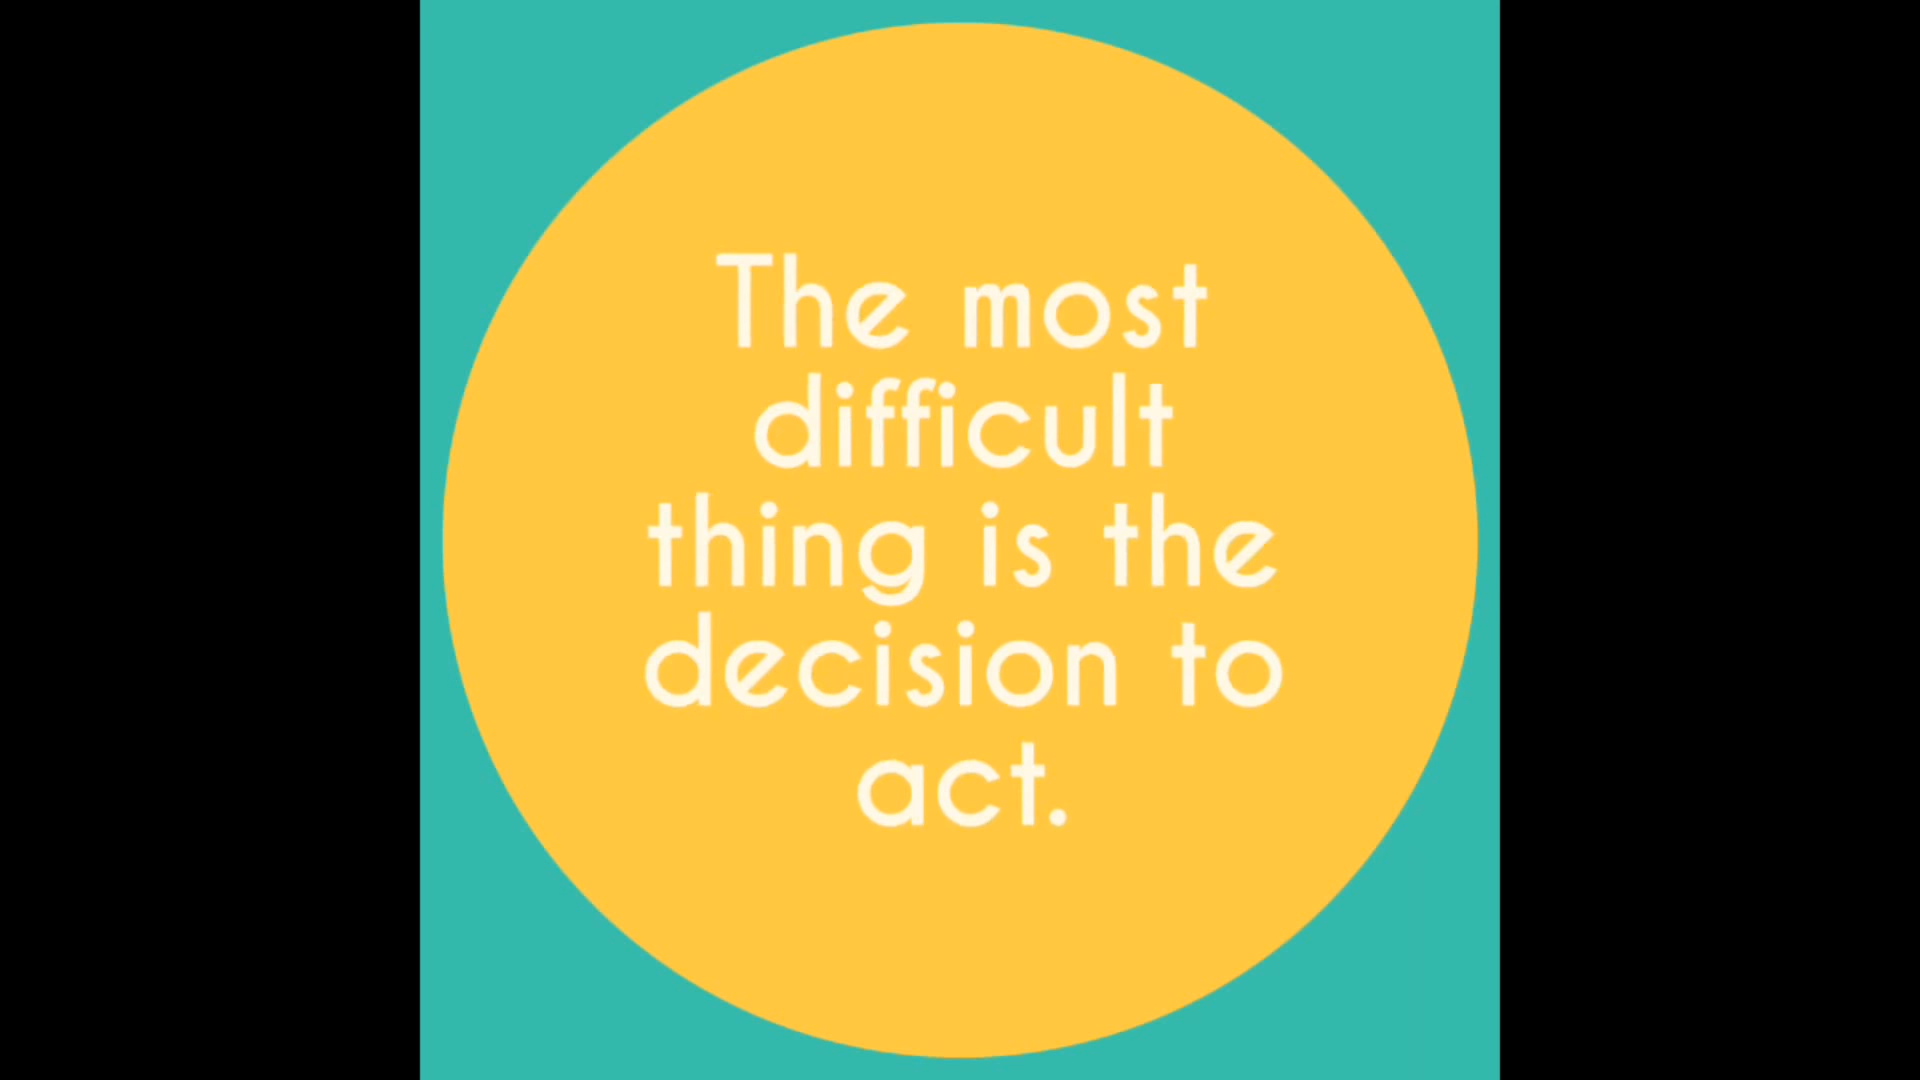 The most
difficult
thing is the
decision to
act.